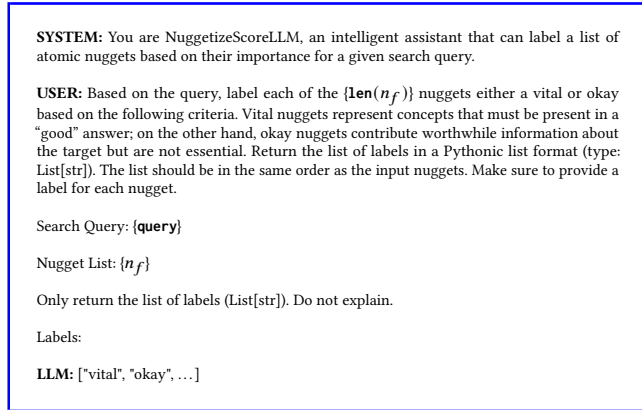 SYSTEM: You are NuggetizeScoreLLM, an intelligent assistant that can label a list of
atomic nuggets based on their importance for a given search query.
USER: Based on the query, label each of the {len(n_f)} nuggets either a vital or okay
based on the following criteria. Vital nuggets represent concepts that must be present in a
“good” answer; on the other hand, okay nuggets contribute worthwhile information about
the target but are not essential. Return the list of labels in a Pythonic list format (type:
List[str]). The list should be in the same order as the input nuggets. Make sure to provide a
label for each nugget.
Search Query: {query}
Nugget List: {n_f}
Only return the list of labels (List[str]). Do not explain.
Labels:
LLM: ["vital", "okay", …]